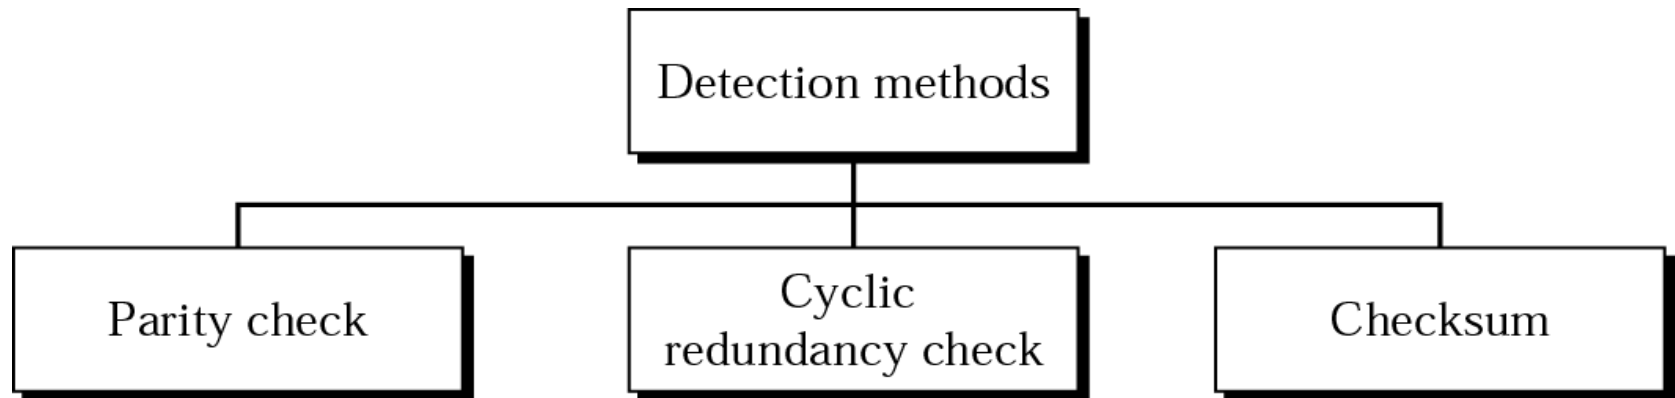 Detection methods
Parity check
Cyclic
redundancy check
Checksum